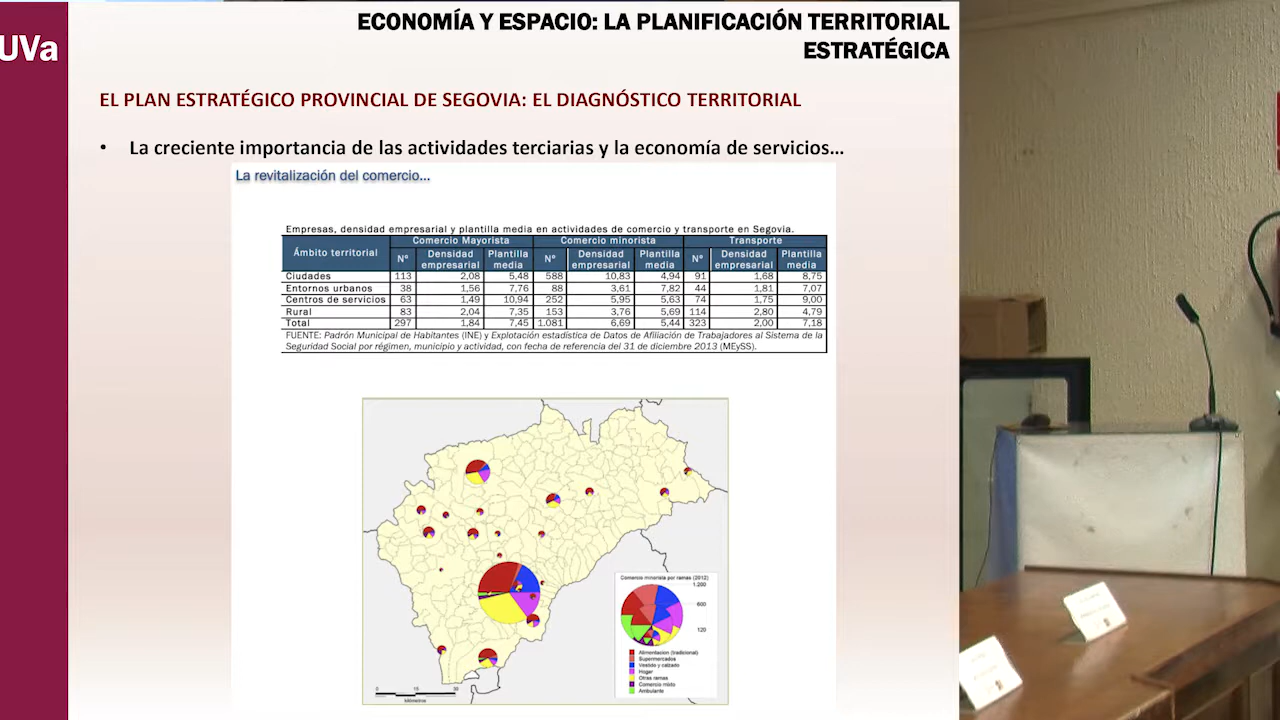 ECONOMÍA Y ESPACIO: LA PLANIFICACIÓN TERRITORIAL
ESTRATÉGICA
UVa
EL PLAN ESTRATÉGICO PROVINCIAL DE SEGOVIA: EL DIAGNÓSTICO TERRITORIAL
• La creciente importancia de las actividades terciarias y la economía de servicios...
La revitalización del comercio...
Empresas, densidad empresarial y plantilla media en actividades de comercio y transporte en Segovia.
Ámbito territorial Comercio Mayorista Comercio minorista Transporte
Nº Densidad empresarial Plantilla media Nº Densidad empresarial Plantilla media Nº Densidad empresarial Plantilla media
Ciudades 113 2,08 5,48 588 10,83 4,94 91 1,68 8,75
Entornos urbanos 38 1,56 7,76 88 3,61 7,82 44 1,81 7,07
Centros de servicios 63 1,49 10,94 252 5,95 5,63 74 1,75 9,00
Rural 83 2,04 7,35 153 3,76 5,69 114 2,80 4,79
Total 297 1,84 7,45 1.081 6,69 5,44 323 2,00 7,18
FUENTE: Padrón Municipal de Habitantes (INE) y Explotación estadística de Datos de Afiliación de Trabajadores al Sistema de la
Seguridad Social por régimen, municipio y actividad, con fecha de referencia del 31 de diciembre 2013 (MEySS).
Comercio minorista por ramas (2012)
1.200
600
120
Alimentacion (tradicional)
Supermercados
Vestido y calzado
Hogar
Otras ramas
Comercio mixto
Ambulante
0 15 30
kilómetros